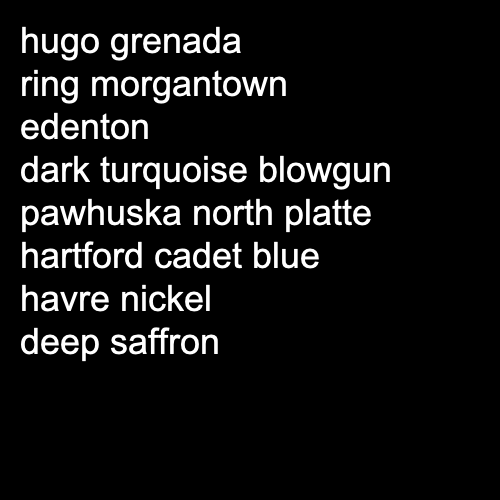 hugo grenada
ring morgantown
edenton
dark turquoise blowgun
pawhuska north platte
hartford cadet blue
havre nickel
deep saffron